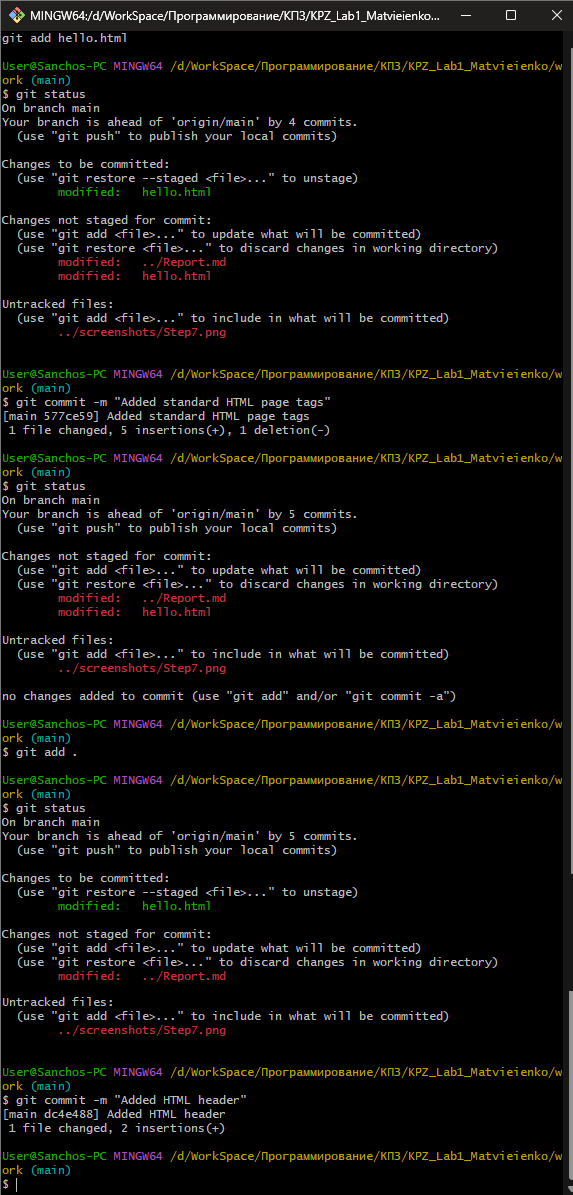 MINGW64:/d/WorkSpace/Программирование/КПЗ/KPZ_Lab1_Matvieienko...
git add hello.html
User@Sanchos-PC MINGW64 /d/WorkSpace/Программирование/КПЗ/KPZ_Lab1_Matvieienko/w
ork (main)
$ git status
On branch main
Your branch is ahead of 'origin/main' by 4 commits.
  (use "git push" to publish your local commits)
Changes to be committed:
  (use "git restore --staged <file>..." to unstage)
        modified:   hello.html
Changes not staged for commit:
  (use "git add <file>..." to update what will be committed)
  (use "git restore <file>..." to discard changes in working directory)
        modified:   ../Report.md
        modified:   hello.html
Untracked files:
  (use "git add <file>..." to include in what will be committed)
        ../screenshots/Step7.png
User@Sanchos-PC MINGW64 /d/WorkSpace/Программирование/КПЗ/KPZ_Lab1_Matvieienko/w
ork (main)
$ git commit -m "Added standard HTML page tags"
[main 577ce59] Added standard HTML page tags
 1 file changed, 5 insertions(+), 1 deletion(-)
User@Sanchos-PC MINGW64 /d/WorkSpace/Программирование/КПЗ/KPZ_Lab1_Matvieienko/w
ork (main)
$ git status
On branch main
Your branch is ahead of 'origin/main' by 5 commits.
  (use "git push" to publish your local commits)
Changes not staged for commit:
  (use "git add <file>..." to update what will be committed)
  (use "git restore <file>..." to discard changes in working directory)
        modified:   ../Report.md
        modified:   hello.html
Untracked files:
  (use "git add <file>..." to include in what will be committed)
        ../screenshots/Step7.png
no changes added to commit (use "git add" and/or "git commit -a")
User@Sanchos-PC MINGW64 /d/WorkSpace/Программирование/КПЗ/KPZ_Lab1_Matvieienko/w
ork (main)
$ git add .
User@Sanchos-PC MINGW64 /d/WorkSpace/Программирование/КПЗ/KPZ_Lab1_Matvieienko/w
ork (main)
$ git status
On branch main
Your branch is ahead of 'origin/main' by 5 commits.
  (use "git push" to publish your local commits)
Changes to be committed:
  (use "git restore --staged <file>..." to unstage)
        modified:   hello.html
Changes not staged for commit:
  (use "git add <file>..." to update what will be committed)
  (use "git restore <file>..." to discard changes in working directory)
        modified:   ../Report.md
Untracked files:
  (use "git add <file>..." to include in what will be committed)
        ../screenshots/Step7.png
User@Sanchos-PC MINGW64 /d/WorkSpace/Программирование/КПЗ/KPZ_Lab1_Matvieienko/w
ork (main)
$ git commit -m "Added HTML header"
[main dc4e488] Added HTML header
 1 file changed, 2 insertions(+)
User@Sanchos-PC MINGW64 /d/WorkSpace/Программирование/КПЗ/KPZ_Lab1_Matvieienko/w
ork (main)
$